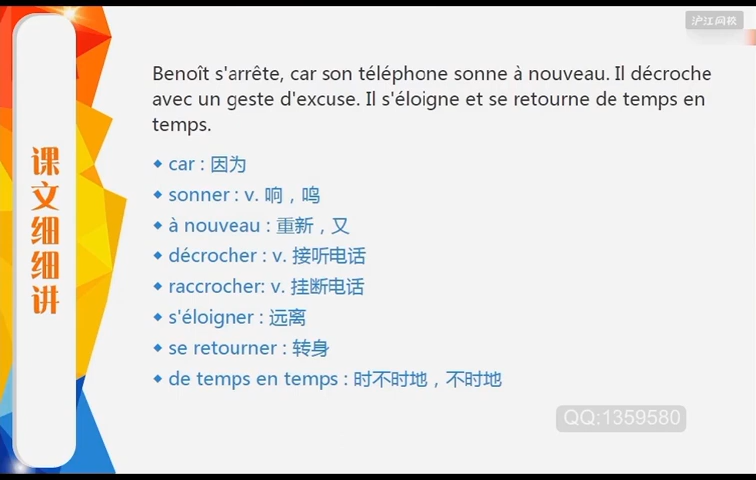 沪江网校
Benoît s'arrête, car son téléphone sonne à nouveau. Il décroche
avec un geste d'excuse. Il s'éloigne et se retourne de temps en
temps.
课文细细讲
◆ car : 因为
◆ sonner : v. 响，鸣
◆ à nouveau : 重新，又
◆ décrocher : v. 接听电话
◆ raccrocher: v. 挂断电话
◆ s'éloigner : 远离
◆ se retourner : 转身
◆ de temps en temps : 时不时地，不时地
QQ:1359580